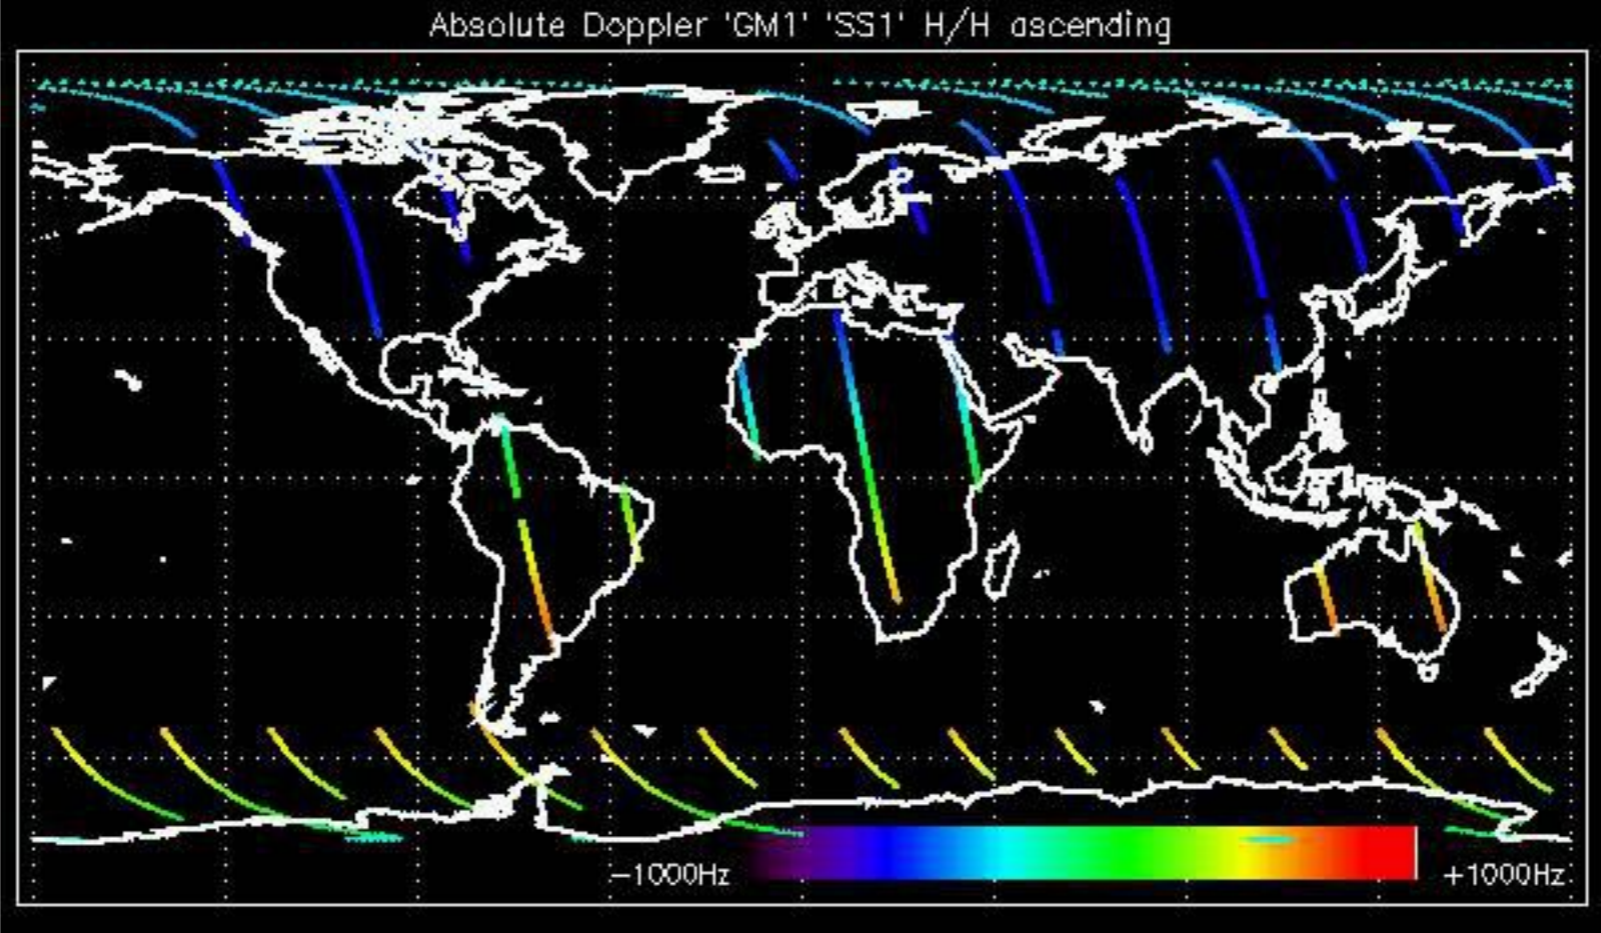 Absolute Doppler 'GM1' 'SS1' H/H ascending
−1000Hz +1000Hz